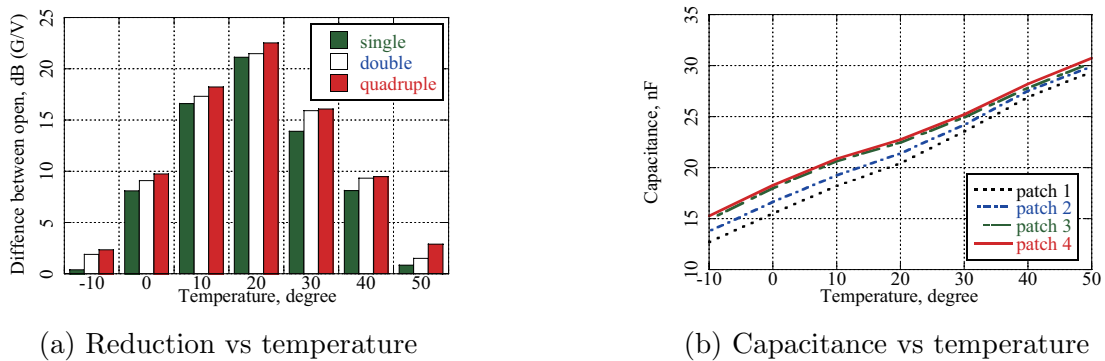 Diffence between open, dB (G/V)
25
20
15
10
5
0
single
double
quadruple
-10 0 10 20 30 40 50
Temperature, degree
(a) Reduction vs temperature
Capacitance, nF
35
30
25
20
15
10
patch 1
patch 2
patch 3
patch 4
-10 0 10 20 30 40 50
Temperature, degree
(b) Capacitance vs temperature